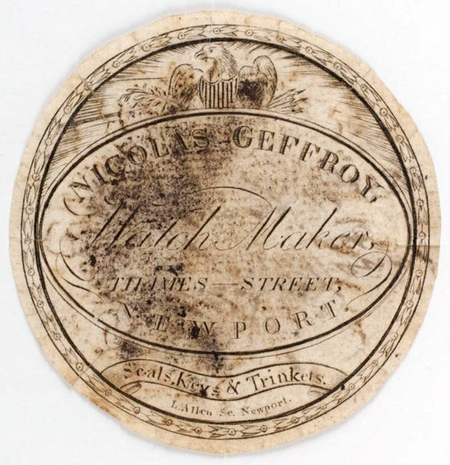 NICOLAS GEFFROY,
Watch Maker,
THAMES—STREET,
NEWPORT.
Seals, Keys & Trinkets.
L. Allen Sc. Newport.